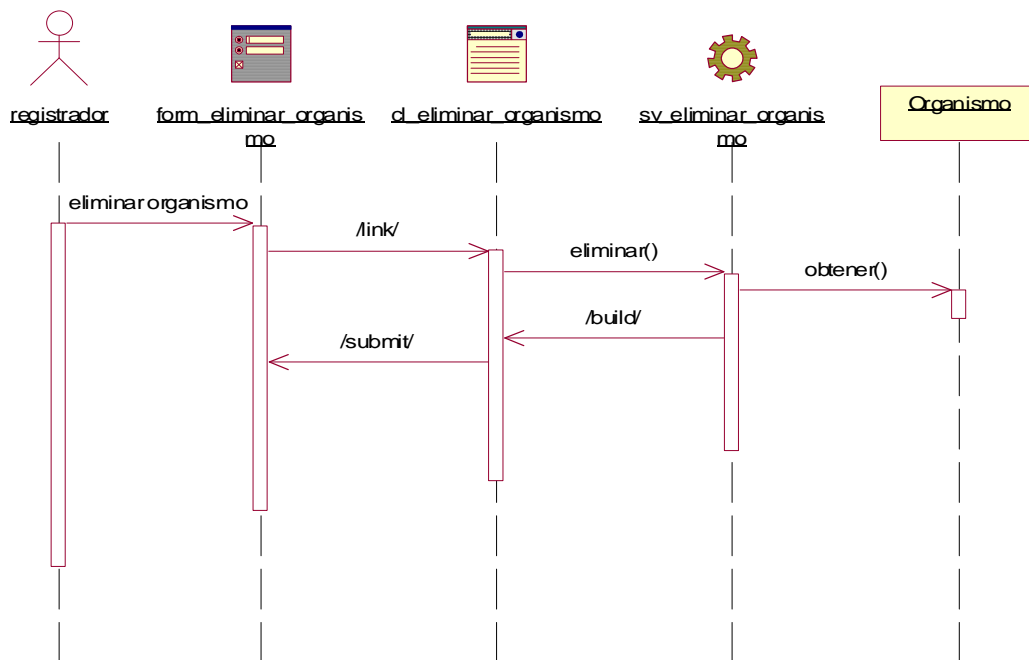 registrador
form_eliminar_organis
mo
cl_eliminar_organismo
sv_eliminar_organis
mo
Organismo
eliminar organismo
/link/
eliminar()
obtener()
/build/
/submit/